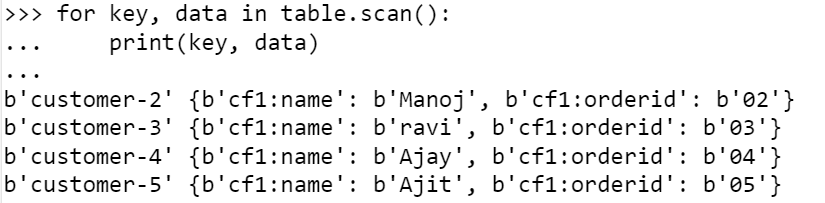 >>> for key, data in table.scan():
...     print(key, data)
...
b'customer-2' {b'cf1:name': b'Manoj', b'cf1:orderid': b'02'}
b'customer-3' {b'cf1:name': b'ravi', b'cf1:orderid': b'03'}
b'customer-4' {b'cf1:name': b'Ajay', b'cf1:orderid': b'04'}
b'customer-5' {b'cf1:name': b'Ajit', b'cf1:orderid': b'05'}